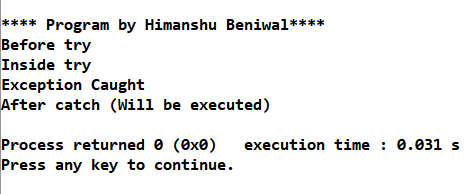 **** Program by Himanshu Beniwal****
Before try
Inside try
Exception Caught
After catch (Will be executed)
Process returned 0 (0x0)   execution time : 0.031 s
Press any key to continue.